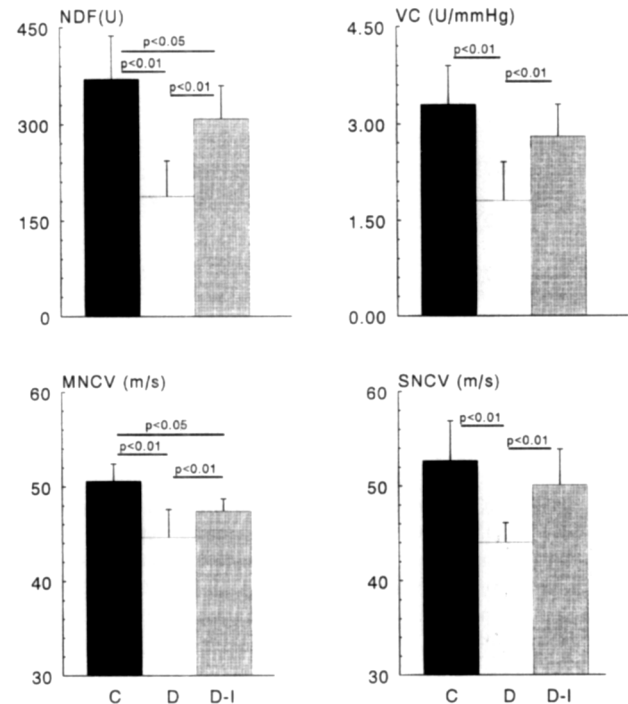 NDF(U)
450
300
150
0
p<0.05
p<0.01
p<0.01
VC (U/mmHg)
4.50
3.00
1.50
0.00
p<0.01
p<0.01
MNCV (m/s)
60
50
40
30
p<0.05
p<0.01
p<0.01
C D D-I
SNCV (m/s)
60
50
40
30
p<0.01
p<0.01
C D D-I